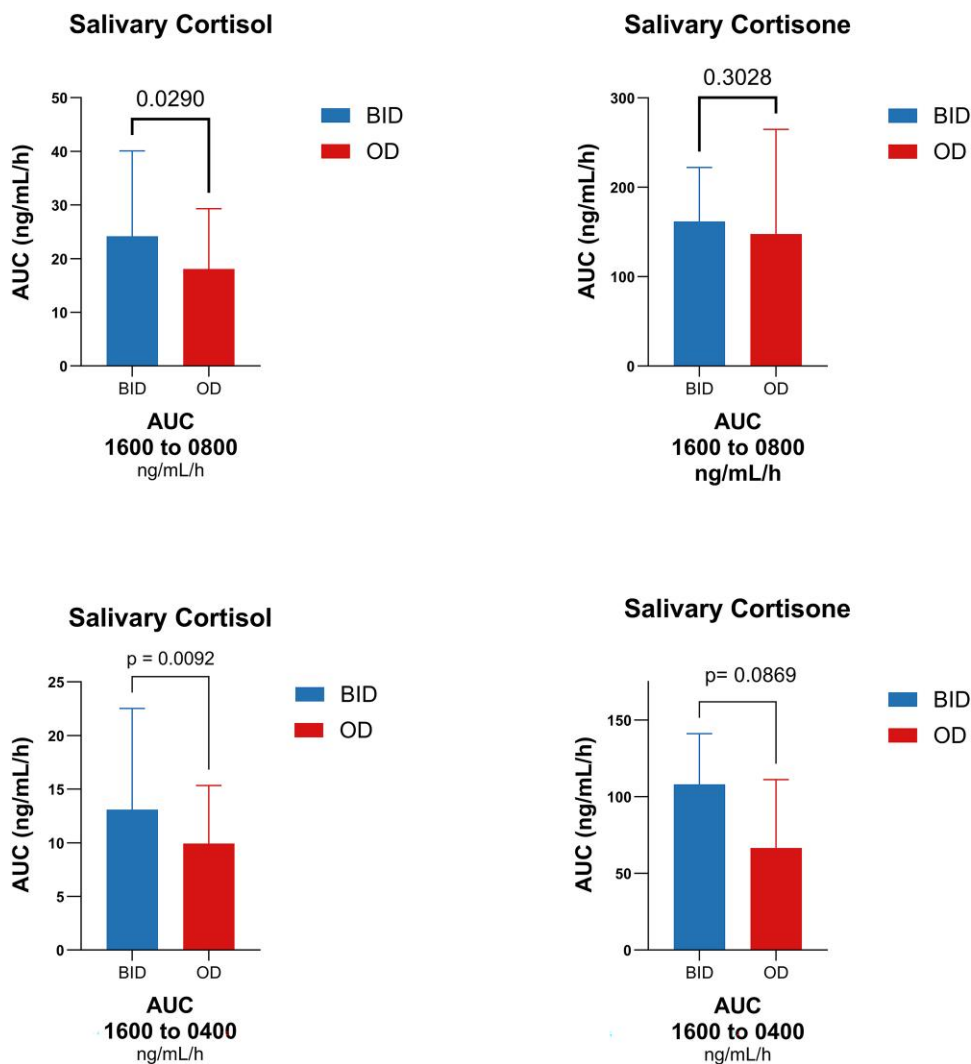 Salivary Cortisol
0.0290
BID
OD
AUC (ng/mL/h)
50
40
30
20
10
0
BID
OD
AUC
1600 to 0800
ng/mL/h
Salivary Cortisone
0.3028
BID
OD
AUC (ng/mL/h)
300
200
100
0
BID
OD
AUC
1600 to 0800
ng/mL/h
Salivary Cortisol
p = 0.0092
BID
OD
AUC (ng/mL/h)
25
20
15
10
5
0
BID
OD
AUC
1600 to 0400
ng/mL/h
Salivary Cortisone
p= 0.0869
BID
OD
AUC (ng/mL/h)
150
100
50
0
BID
OD
AUC
1600 to 0400
ng/mL/h